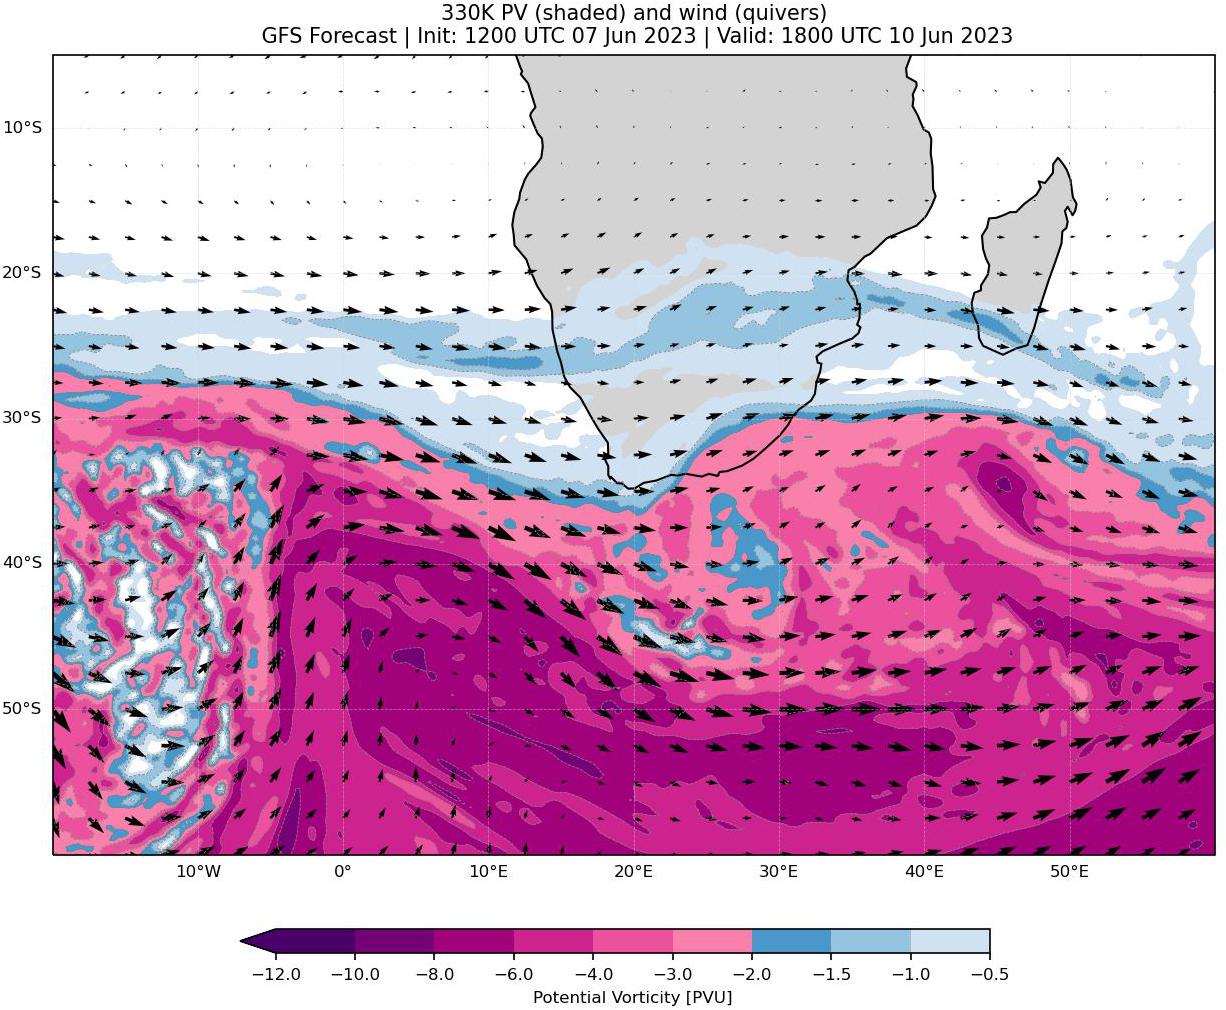 330K PV (shaded) and wind (quivers)
GFS Forecast | Init: 1200 UTC 07 Jun 2023 | Valid: 1800 UTC 10 Jun 2023
10°S
20°S
30°S
40°S
50°S
10°W
0°
10°E
20°E
30°E
40°E
50°E
−12.0
−10.0
−8.0
−6.0
−4.0
−3.0
−2.0
−1.5
−1.0
−0.5
Potential Vorticity [PVU]